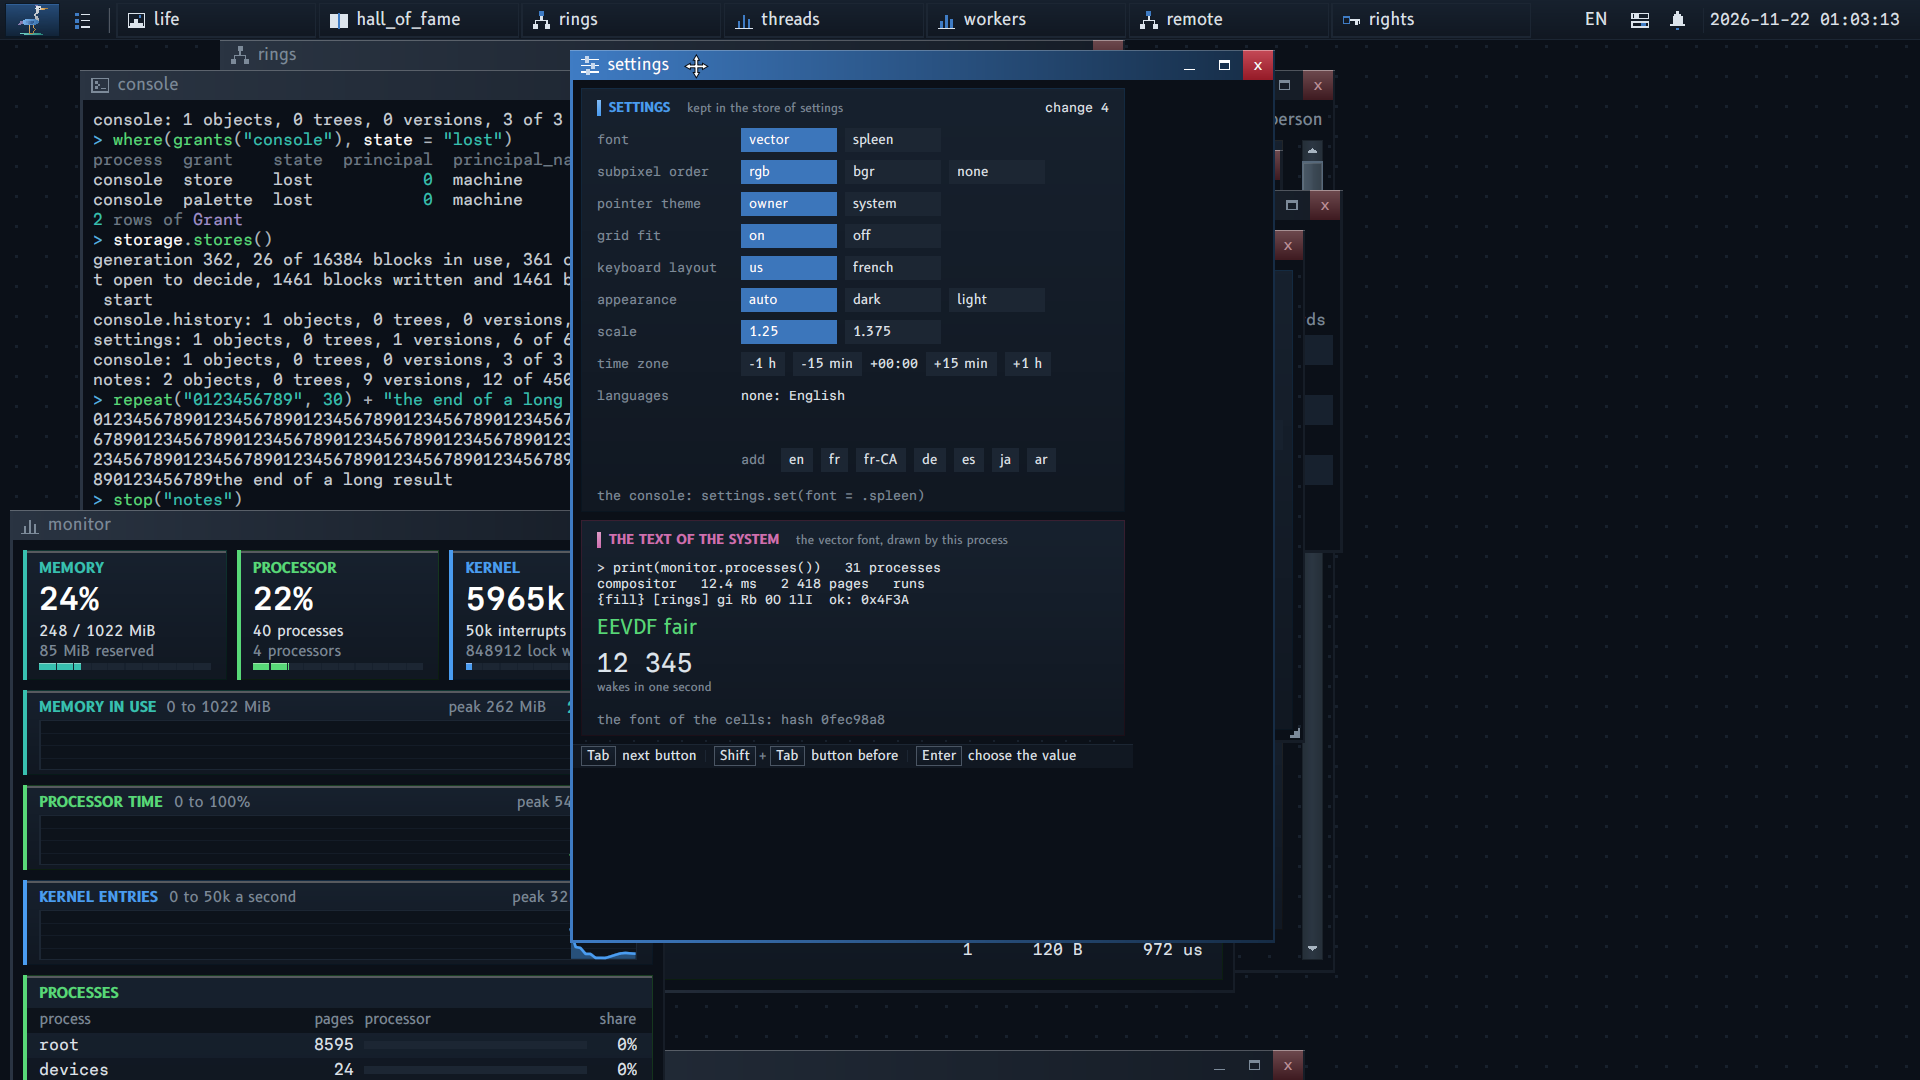 life
hall_of_fame
rings
threads
workers
remote
rights
EN
2026-11-22 01:03:13
rings
console
console: 1 objects, 0 trees, 0 versions, 3 of 3
> where(grants("console"), state = "lost")
process grant state principal principal_na
console store lost 0 machine
console palette lost 0 machine
2 rows of Grant
> storage.stores()
generation 362, 26 of 16384 blocks in use, 361
t open to decide, 1461 blocks written and 1461
start
console.history: 1 objects, 0 trees, 0 versions,
settings: 1 objects, 0 trees, 1 versions, 6 of 6
console: 1 objects, 0 trees, 0 versions, 3 of 3
notes: 2 objects, 0 trees, 9 versions, 12 of 450
> repeat("0123456789", 30) + "the end of a long
012345678901234567890123456789012345678901234567
678901234567890123456789012345678901234567890123
234567890123456789012345678901234567890123456789
890123456789the end of a long result
> stop("notes")
monitor
MEMORY
24%
248 / 1022 MiB
85 MiB reserved
PROCESSOR
22%
40 processes
4 processors
KERNEL
5965k
50k interrupts
848912 lock w
MEMORY IN USE 0 to 1022 MiB peak 262 MiB
PROCESSOR TIME 0 to 100% peak 54
KERNEL ENTRIES 0 to 50k a second peak 32
PROCESSES
process pages processor share
root 8595 0%
devices 24 0%
settings
x
SETTINGS kept in the store of settings change 4
font vector spleen
subpixel order rgb bgr none
pointer theme owner system
grid fit on off
keyboard layout us french
appearance auto dark light
scale 1.25 1.375
time zone -1 h -15 min +00:00 +15 min +1 h
languages none: English
add en fr fr-CA de es ja ar
the console: settings.set(font = .spleen)
THE TEXT OF THE SYSTEM the vector font, drawn by this process
> print(monitor.processes()) 31 processes
compositor 12.4 ms 2 418 pages runs
{fill} [rings] gi Rb 0O 1lI ok: 0x4F3A
EEVDF fair
12 345
wakes in one second
the font of the cells: hash 0fec98a8
Tab next button Shift + Tab button before Enter choose the value
x
person
x
x
ds
1 120 B 972 us
x